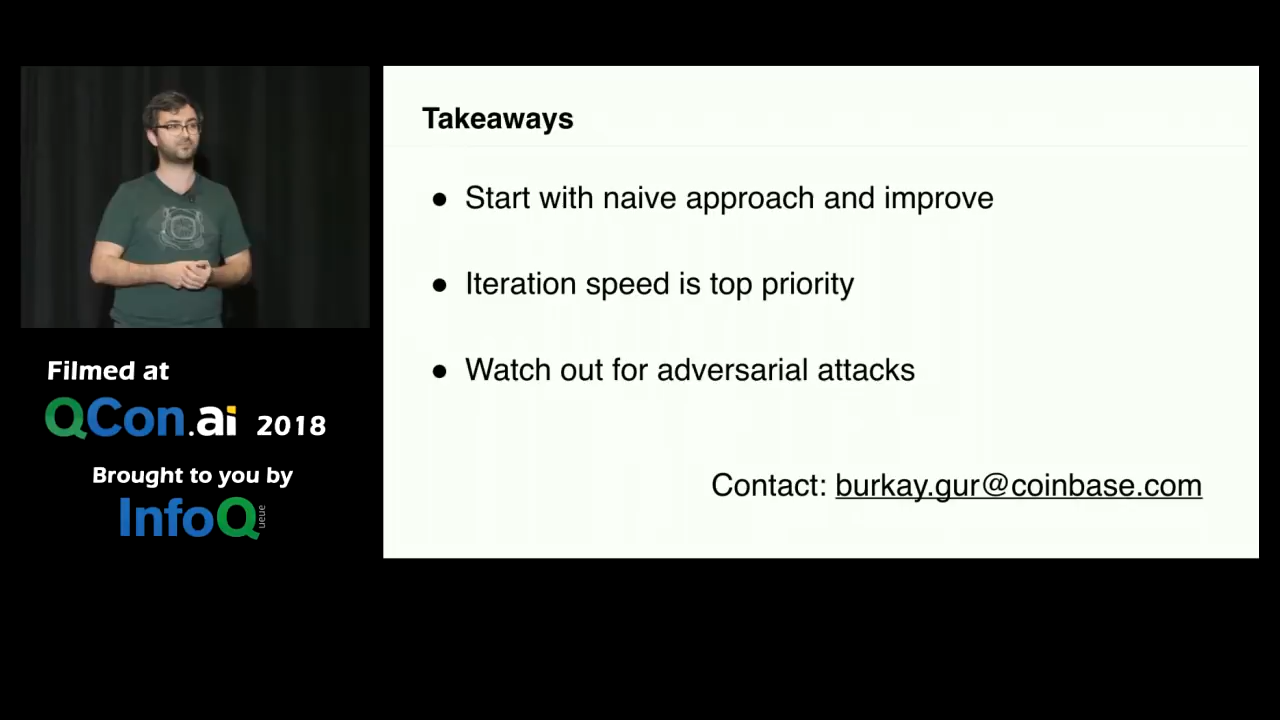 Takeaways
● Start with naive approach and improve
● Iteration speed is top priority
● Watch out for adversarial attacks
Contact: burkay.gur@coinbase.com
Filmed at
QCon.ai 2018
Brought to you by
InfoQueue